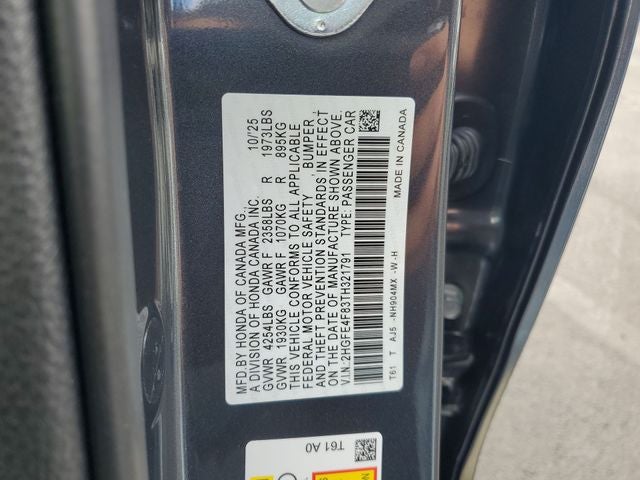 MFD.BY HONDA OF CANADA MFG. 10/25
A DIVISION OF HONDA CANADA INC.
GVWR 4254LBS GAWR F 2358LBS R 1973LBS
GVWR 1930KG GAWR F 1070KG R 895KG
THIS VEHICLE CONFORMS TO ALL APPLICABLE
FEDERAL MOTOR VEHICLE SAFETY, BUMPER,
AND THEFT PREVENTION STANDARDS IN EFFECT
ON THE DATE OF MANUFACTURE SHOWN ABOVE.
V.I.N.:2HGFE4F83TH321791 TYPE: PASSENGER CAR
T61 T AJ5 -NH904MX -W -H MADE IN CANADA
T61 A0